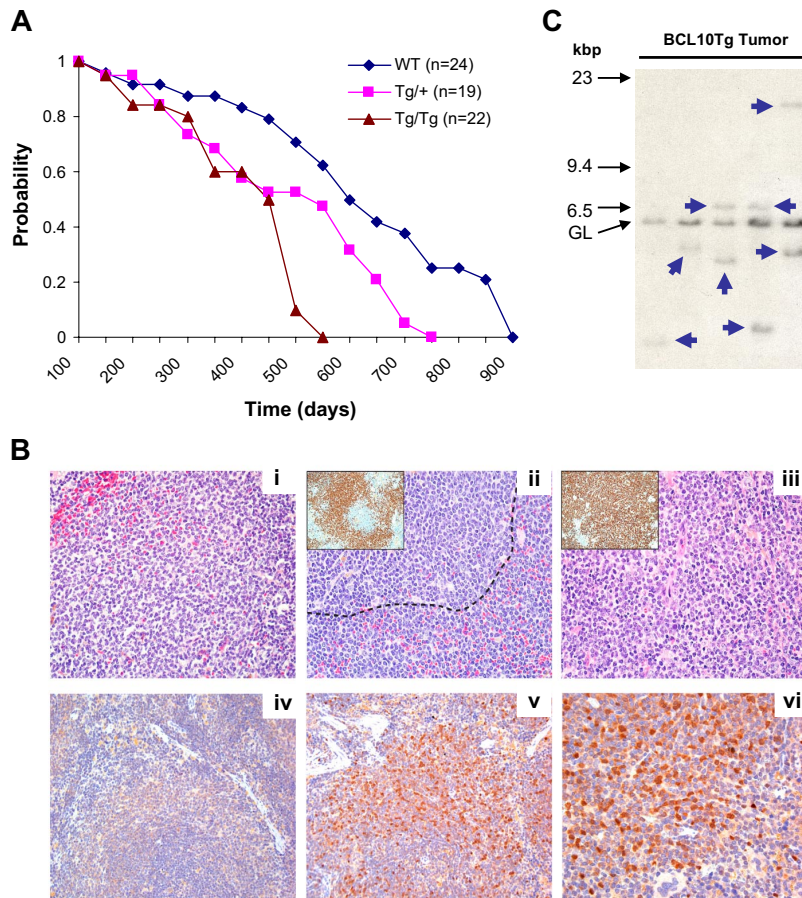 A
Probability
1
0.8
0.6
0.4
0.2
0
100
200
300
400
500
600
700
800
900
Time (days)
WT (n=24)
Tg/+ (n=19)
Tg/Tg (n=22)
C
kbp
BCL10Tg Tumor
23
9.4
6.5
GL
B
i
ii
iii
iv
v
vi